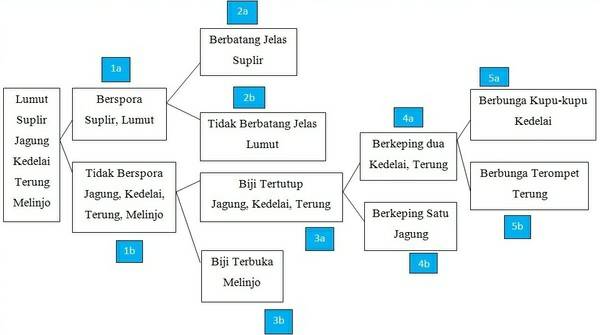 Lumut
Suplir
Jagung
Kedelai
Terung
Melinjo
1a
Berspora
Suplir, Lumut
Tidak Berspora
Jagung, Kedelai,
Terung, Melinjo
1b
2a
Berbatang Jelas
Suplir
2b
Tidak Berbatang Jelas
Lumut
Biji Tertutup
Jagung, Kedelai, Terung
3a
Biji Terbuka
Melinjo
3b
4a
Berkeping dua
Kedelai, Terung
Berkeping Satu
Jagung
4b
5a
Berbunga Kupu-kupu
Kedelai
Berbunga Terompet
Terung
5b